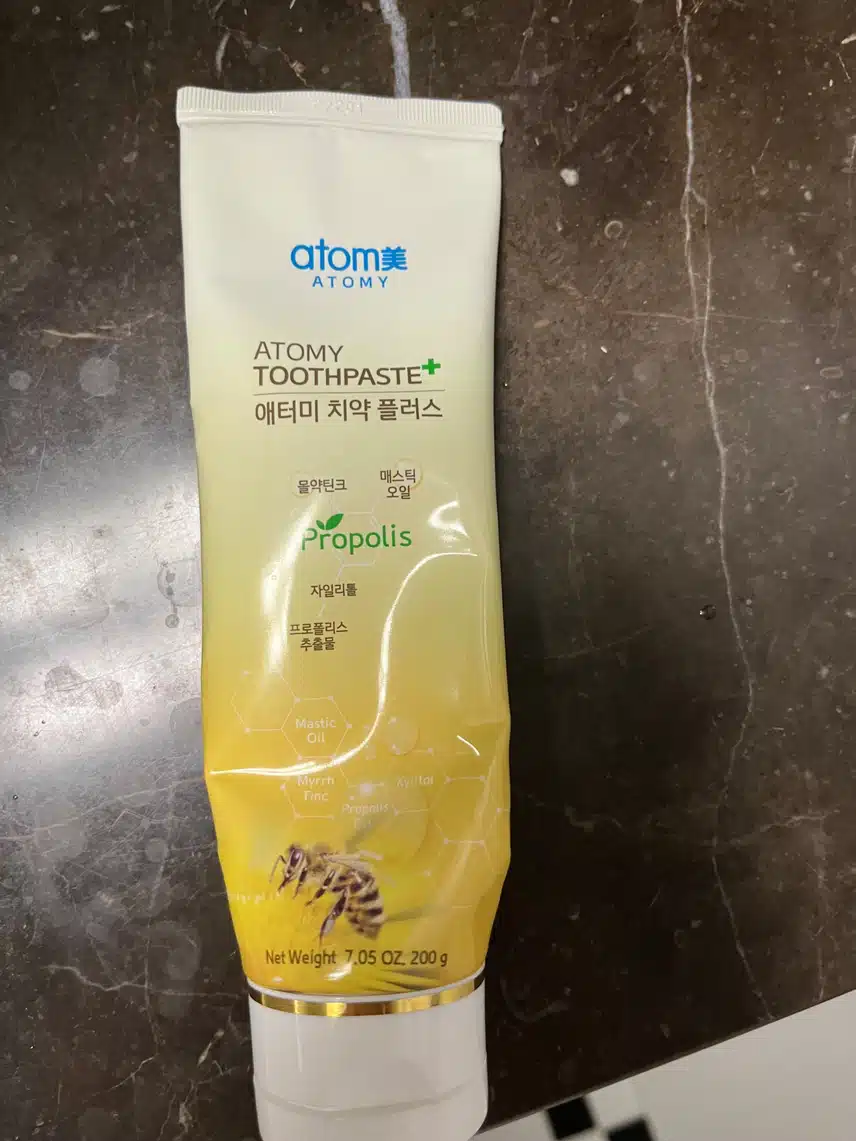 atom美
ATOMY
ATOMY
TOOTHPASTE+
애터미 치약 플러스
몰약틴크
매스틱
오일
Propolis
자일리톨
프로폴리스
추출물
Mastic
Oil
Myrrh
Tinc
Xylitol
Propolis
Net Weight 7.05 OZ. 200 g